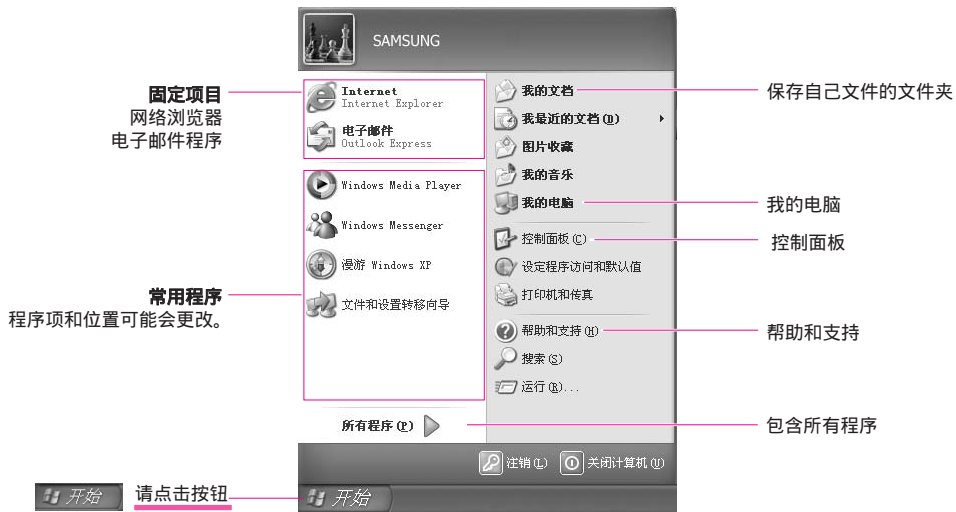 SAMSUNG
固定项目
网络浏览器
电子邮件程序
Internet
Internet Explorer
电子邮件
Outlook Express
常用程序
程序项和位置可能会更改。
Windows Media Player
Windows Messenger
漫游 Windows XP
文件和设置转移向导
所有程序(P)
我的文档
保存自己文件的文件夹
我最近的文档(D)
图片收藏
我的音乐
我的电脑
我的电脑
控制面板(C)
控制面板
设定程序访问和默认值
打印机和传真
帮助和支持(H)
帮助和支持
搜索(S)
运行(R)...
包含所有程序
注销(L)
关闭计算机(U)
开始
请点击按钮
开始